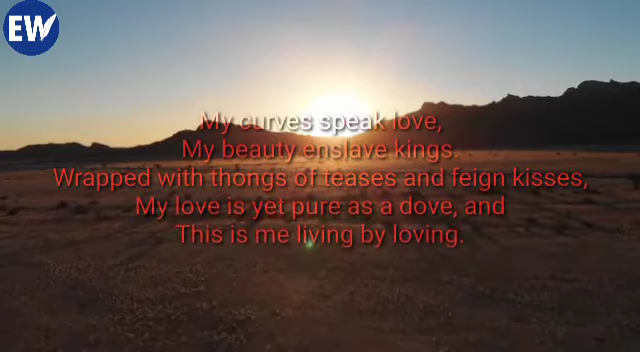 EW
My curves speak love,
My beauty enslave kings.
Wrapped with thongs of teases and feign kisses,
My love is yet pure as a dove, and
This is me living by loving.